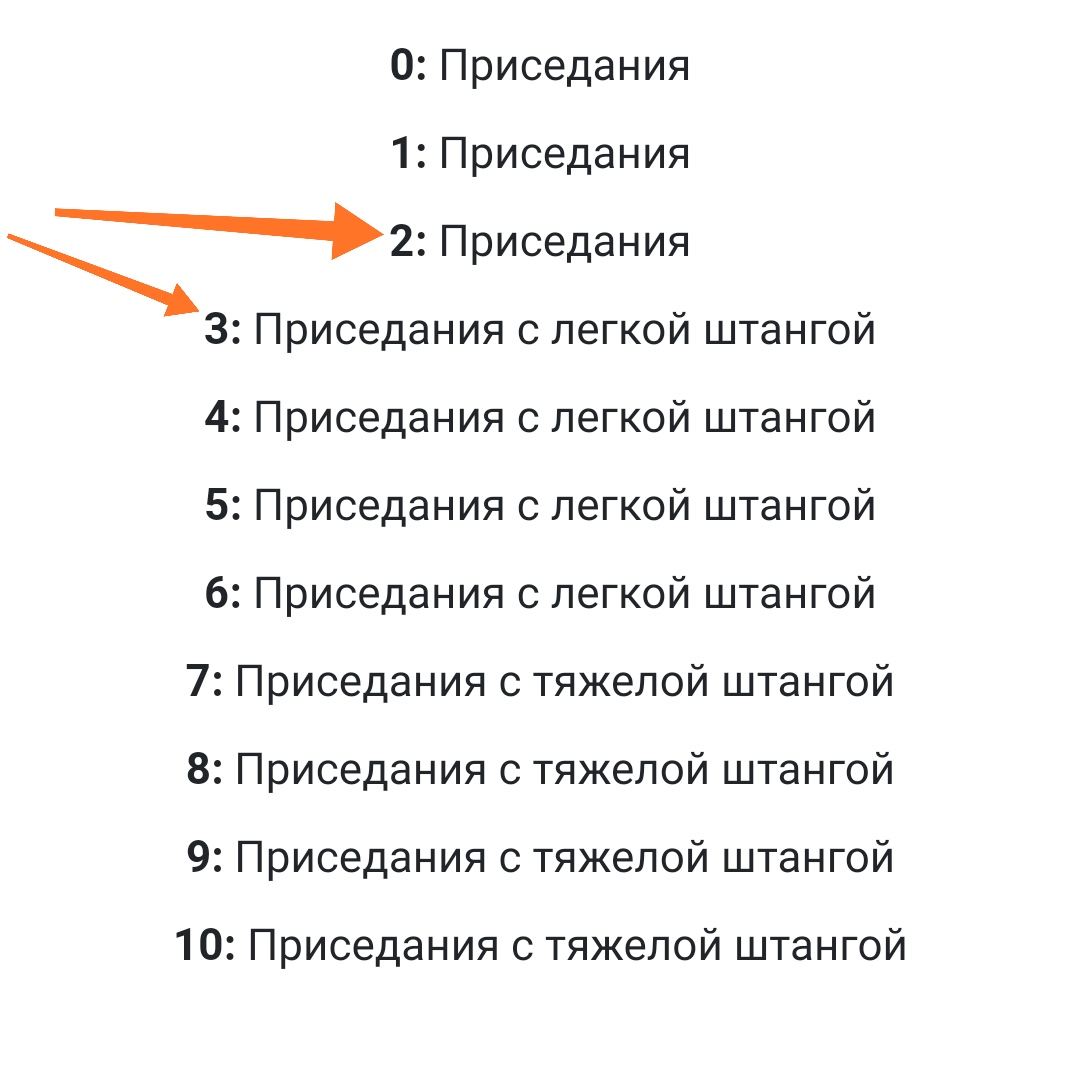 0: Приседания
1: Приседания
2: Приседания
3: Приседания с легкой штангой
4: Приседания с легкой штангой
5: Приседания с легкой штангой
6: Приседания с легкой штангой
7: Приседания с тяжелой штангой
8: Приседания с тяжелой штангой
9: Приседания с тяжелой штангой
10: Приседания с тяжелой штангой